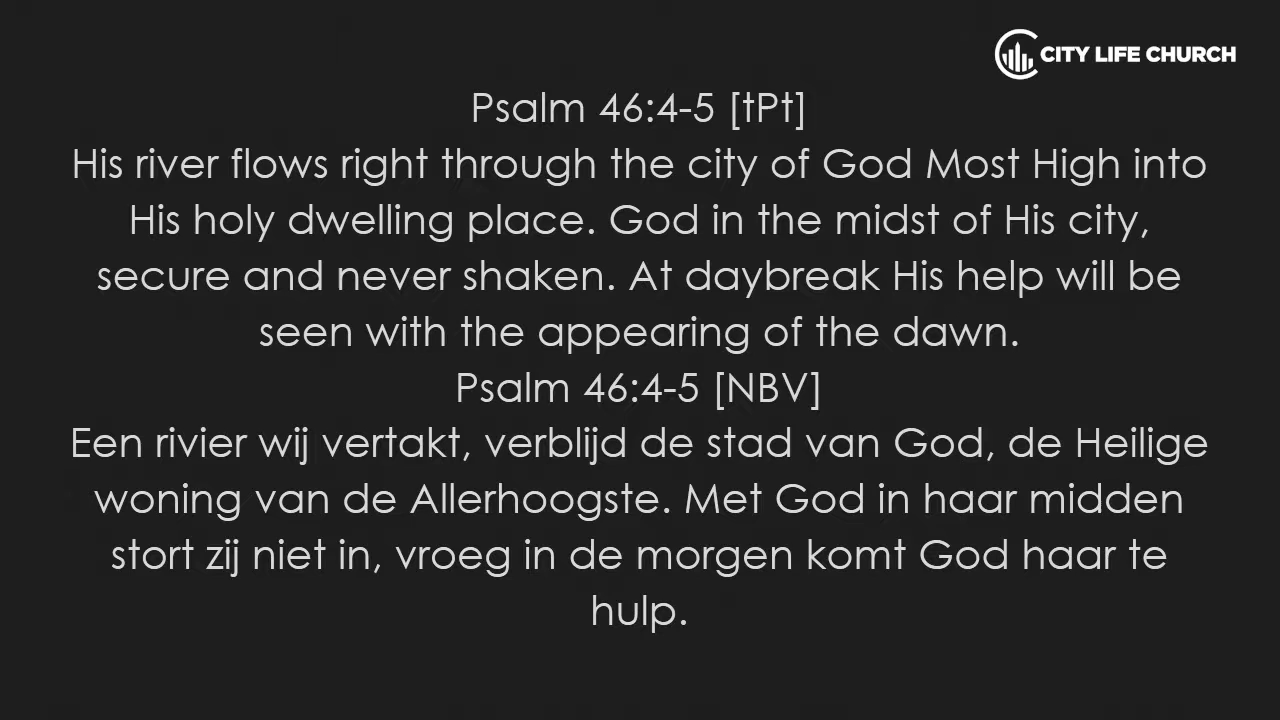 CITY LIFE CHURCH
Psalm 46:4-5 [tPt]
His river flows right through the city of God Most High into
His holy dwelling place. God in the midst of His city,
secure and never shaken. At daybreak His help will be
seen with the appearing of the dawn.
Psalm 46:4-5 [NBV]
Een rivier wij vertakt, verblijd de stad van God, de Heilige
woning van de Allerhoogste. Met God in haar midden
stort zij niet in, vroeg in de morgen komt God haar te
hulp.